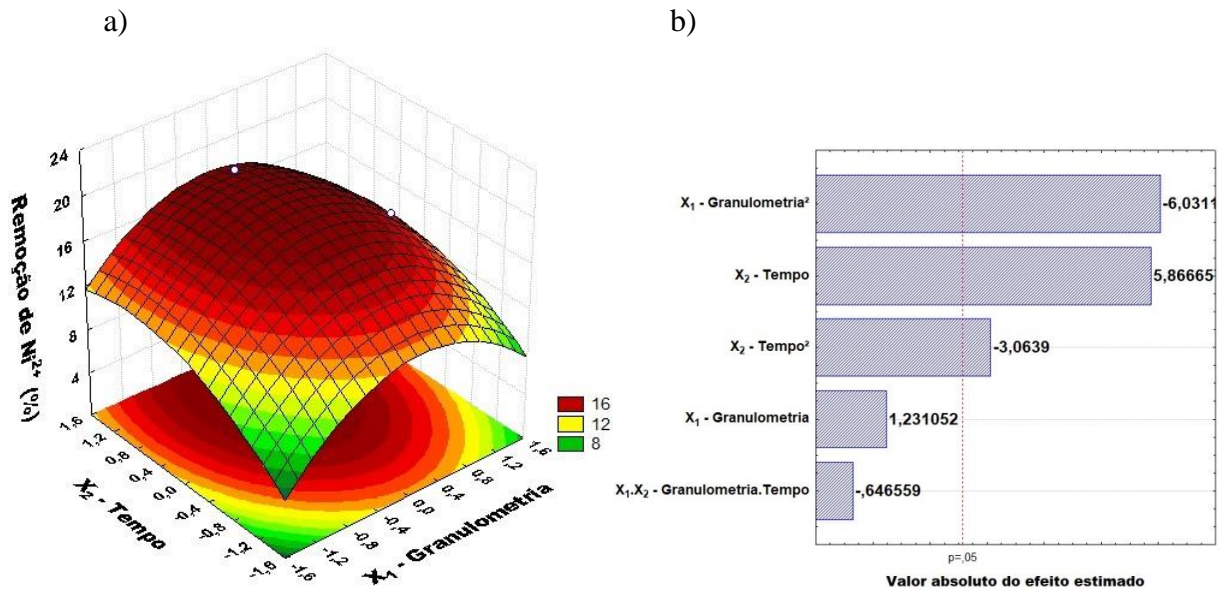 a)
b)
24
20
16
12
8
4
Remoção de Ni²⁺ (%)
1,6
1,2
0,8
0,4
0,0
-0,4
-0,8
-1,2
-1,6
X₂ - Tempo
-1,6
-1,2
-0,8
-0,4
0,0
0,4
0,8
1,2
1,6
X₁ - Granulometria
16
12
8
X₁ - Granulometria² -6,0311
X₂ - Tempo 5,86665
X₂ - Tempo² -3,0639
X₁ - Granulometria 1,231052
X₁.X₂ - Granulometria.Tempo -,646559
p=,05
Valor absoluto do efeito estimado